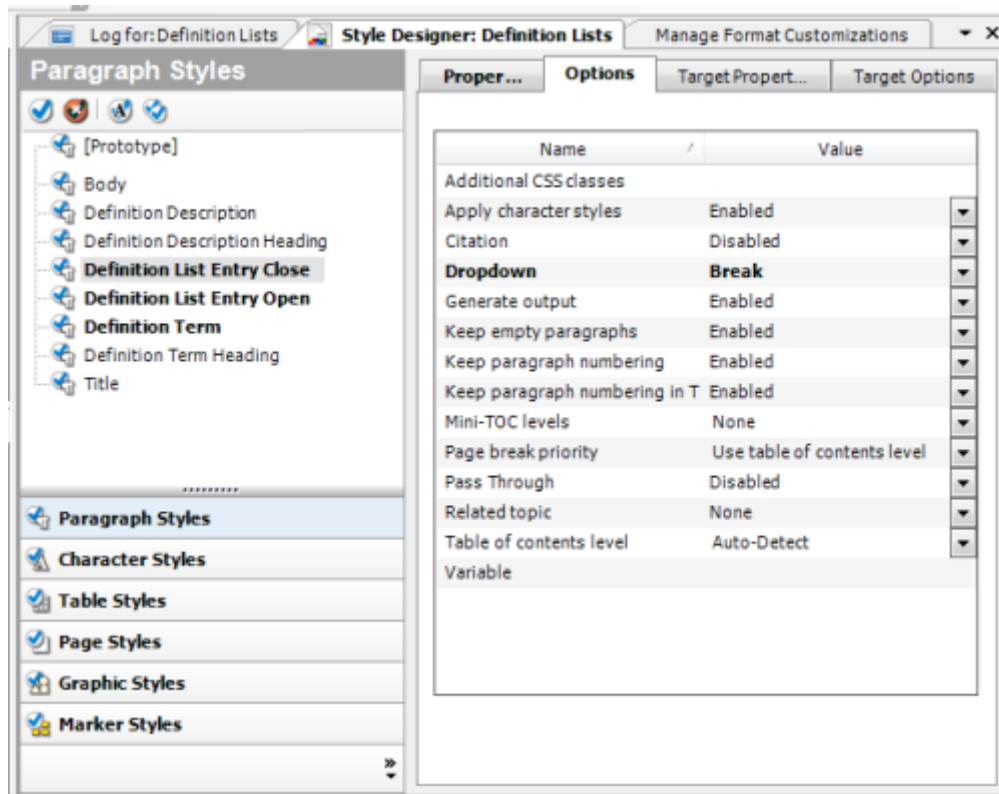 Log for: Definition Lists
Style Designer: Definition Lists
Manage Format Customizations
Paragraph Styles
[Prototype]
Body
Definition Description
Definition Description Heading
Definition List Entry Close
Definition List Entry Open
Definition Term
Definition Term Heading
Title
Paragraph Styles
Character Styles
Table Styles
Page Styles
Graphic Styles
Marker Styles
Proper... Options Target Propert... Target Options
Name Value
Additional CSS classes
Apply character styles Enabled
Citation Disabled
Dropdown Break
Generate output Enabled
Keep empty paragraphs Enabled
Keep paragraph numbering Enabled
Keep paragraph numbering in T Enabled
Mini-TOC levels None
Page break priority Use table of contents level
Pass Through Disabled
Related topic None
Table of contents level Auto-Detect
Variable